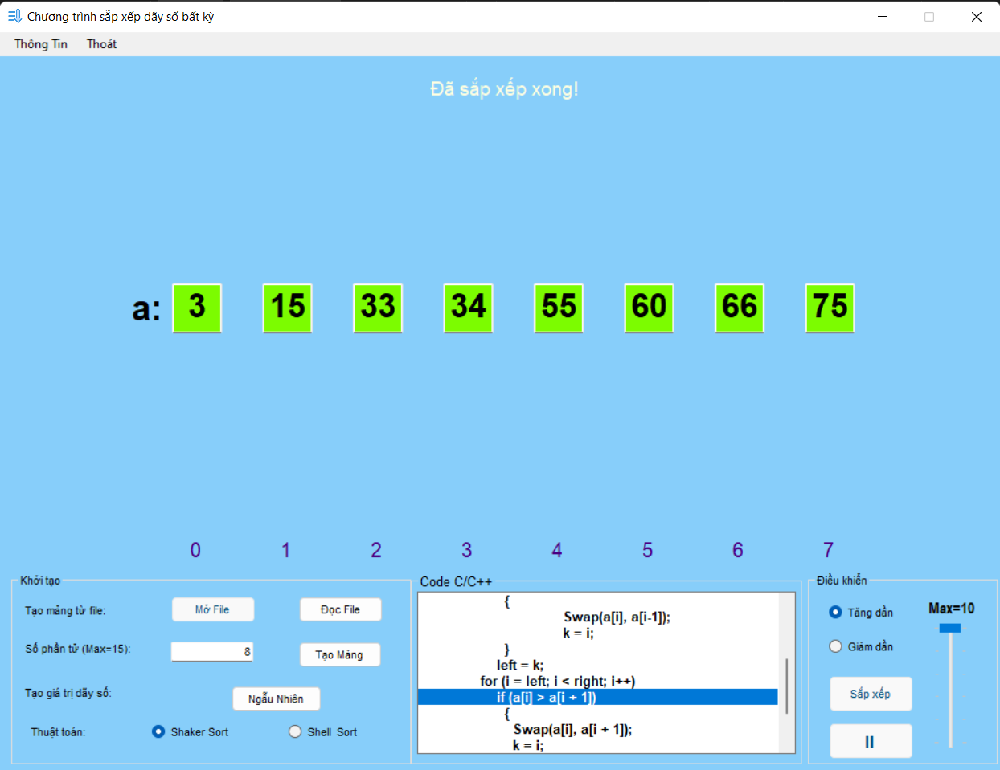 Chương trình sắp xếp dãy số bất kỳ
Thông Tin Thoát
Đã sắp xếp xong!
a: 3 15 33 34 55 60 66 75
0 1 2 3 4 5 6 7
Khởi tạo
Tạo mảng từ file: Mở File Đọc File
Số phần tử (Max=15): 8 Tạo Mảng
Tạo giá trị dãy số: Ngẫu Nhiên
Thuật toán: Shaker Sort Shell Sort
Code C/C++
{
Swap(a[i], a[i-1]);
k = i;
}
left = k;
for (i = left; i < right; i++)
if (a[i] > a[i + 1])
{
Swap(a[i], a[i + 1]);
k = i;
Điều khiển
Tăng dần Max=10
Giảm dần
Sắp xếp